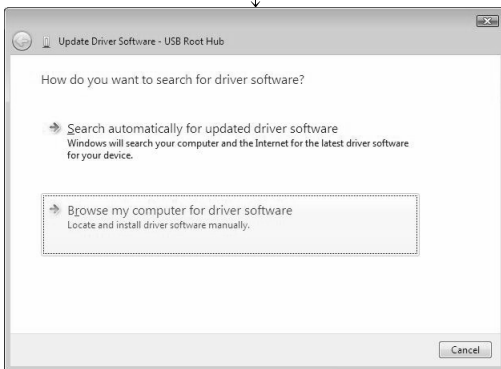 Update Driver Software - USB Root Hub
How do you want to search for driver software?
Search automatically for updated driver software
Windows will search your computer and the Internet for the latest driver software
for your device.
Browse my computer for driver software
Locate and install driver software manually.
Cancel